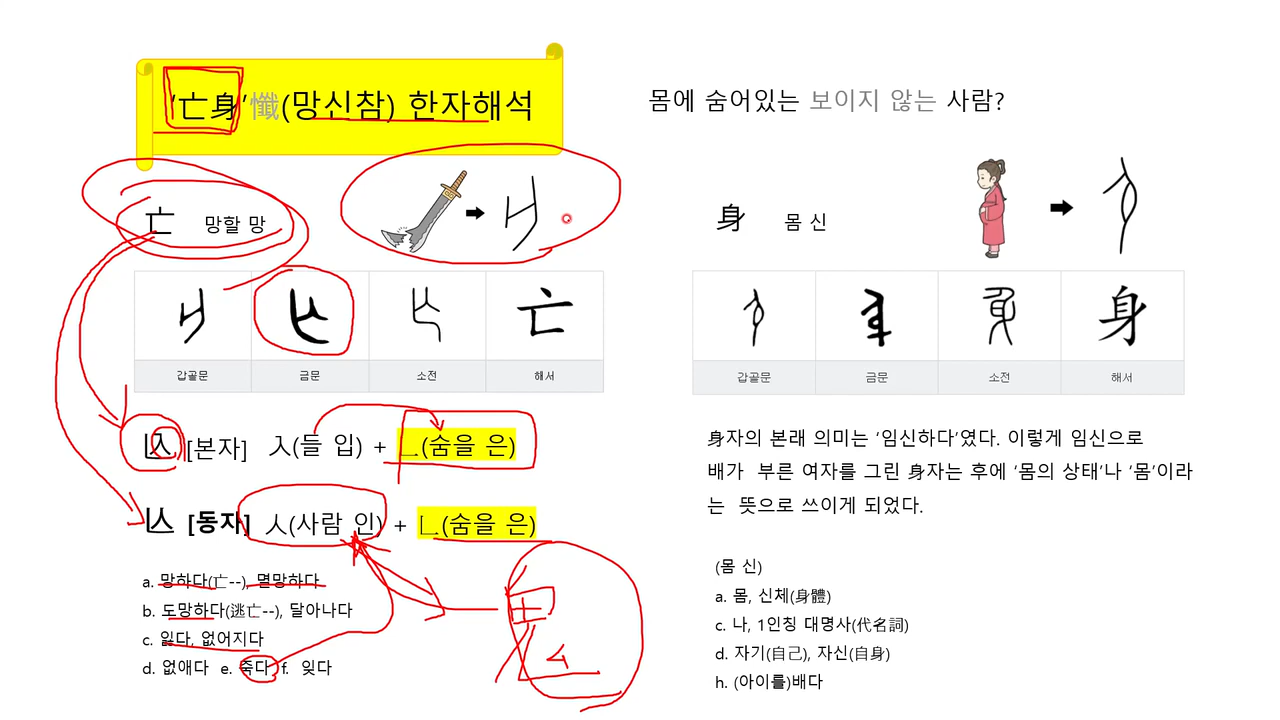 ‘亡身’懺(망신참) 한자해석
亡 망할 망
갑골문 금문 소전 해서
亾 [본자] 入(들 입) + 𠃊(숨을 은)
亾 [동자] 人(사람 인) + 乚(숨을 은)
a. 망하다(亡--), 멸망하다
b. 도망하다(逃亡--), 달아나다
c. 잃다, 없어지다
d. 없애다 e. 죽다 f. 잊다
몸에 숨어있는 보이지 않는 사람?
身 몸 신
갑골문 금문 소전 해서
身
身자의 본래 의미는 ‘임신하다’였다. 이렇게 임신으로
배가 부른 여자를 그린 身자는 후에 ‘몸의 상태’나 ‘몸’이라
는 뜻으로 쓰이게 되었다.
(몸 신)
a. 몸, 신체(身體)
c. 나, 1인칭 대명사(代名詞)
d. 자기(自己), 자신(自身)
h. (아이를)배다